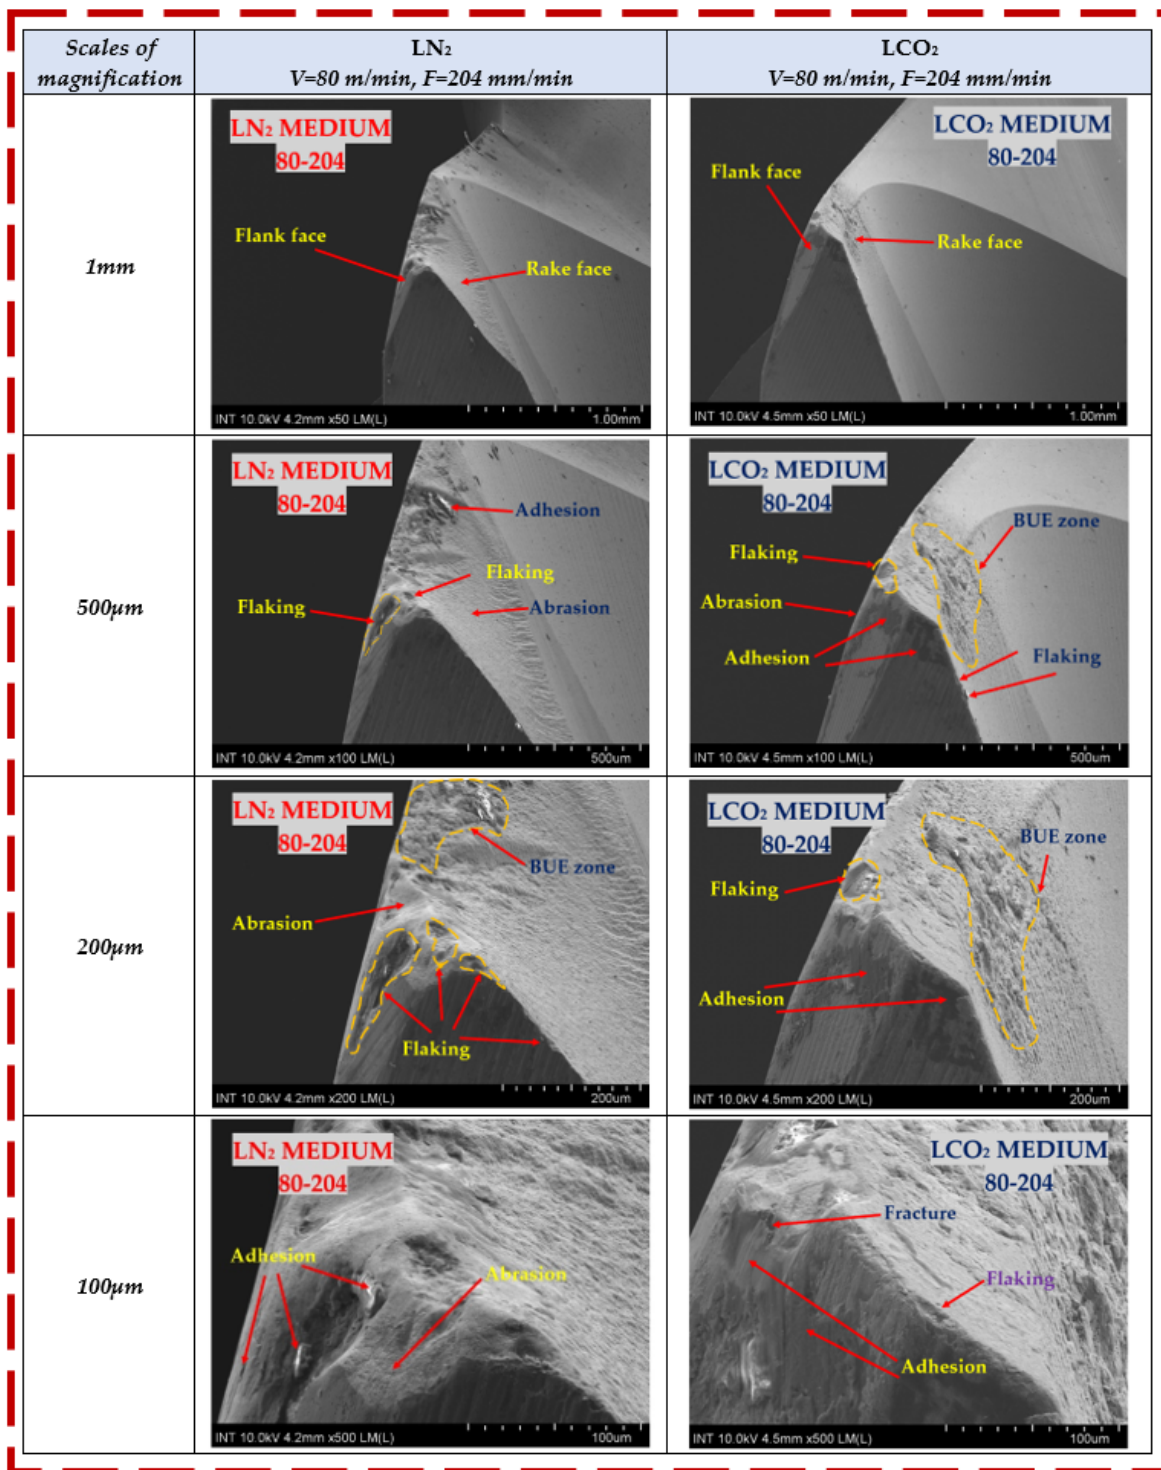 Scales of
magnification
LN₂
V=80 m/min, F=204 mm/min
LCO₂
V=80 m/min, F=204 mm/min
1mm
LN₂ MEDIUM
80-204
Flank face
Rake face
INT 10.0kV 4.2mm x50 LM(L)
1.00mm
LCO₂ MEDIUM
80-204
Flank face
Rake face
INT 10.0kV 4.5mm x50 LM(L)
1.00mm
500μm
LN₂ MEDIUM
80-204
Adhesion
Flaking
Flaking
Abrasion
INT 10.0kV 4.2mm x100 LM(L)
500um
LCO₂ MEDIUM
80-204
BUE zone
Flaking
Abrasion
Adhesion
Flaking
INT 10.0kV 4.5mm x100 LM(L)
500um
200μm
LN₂ MEDIUM
80-204
BUE zone
Abrasion
Flaking
INT 10.0kV 4.2mm x200 LM(L)
200um
LCO₂ MEDIUM
80-204
BUE zone
Flaking
Adhesion
INT 10.0kV 4.5mm x200 LM(L)
200um
100μm
LN₂ MEDIUM
80-204
Adhesion
Abrasion
INT 10.0kV 4.2mm x500 LM(L)
100um
LCO₂ MEDIUM
80-204
Fracture
Flaking
Adhesion
INT 10.0kV 4.5mm x500 LM(L)
100um